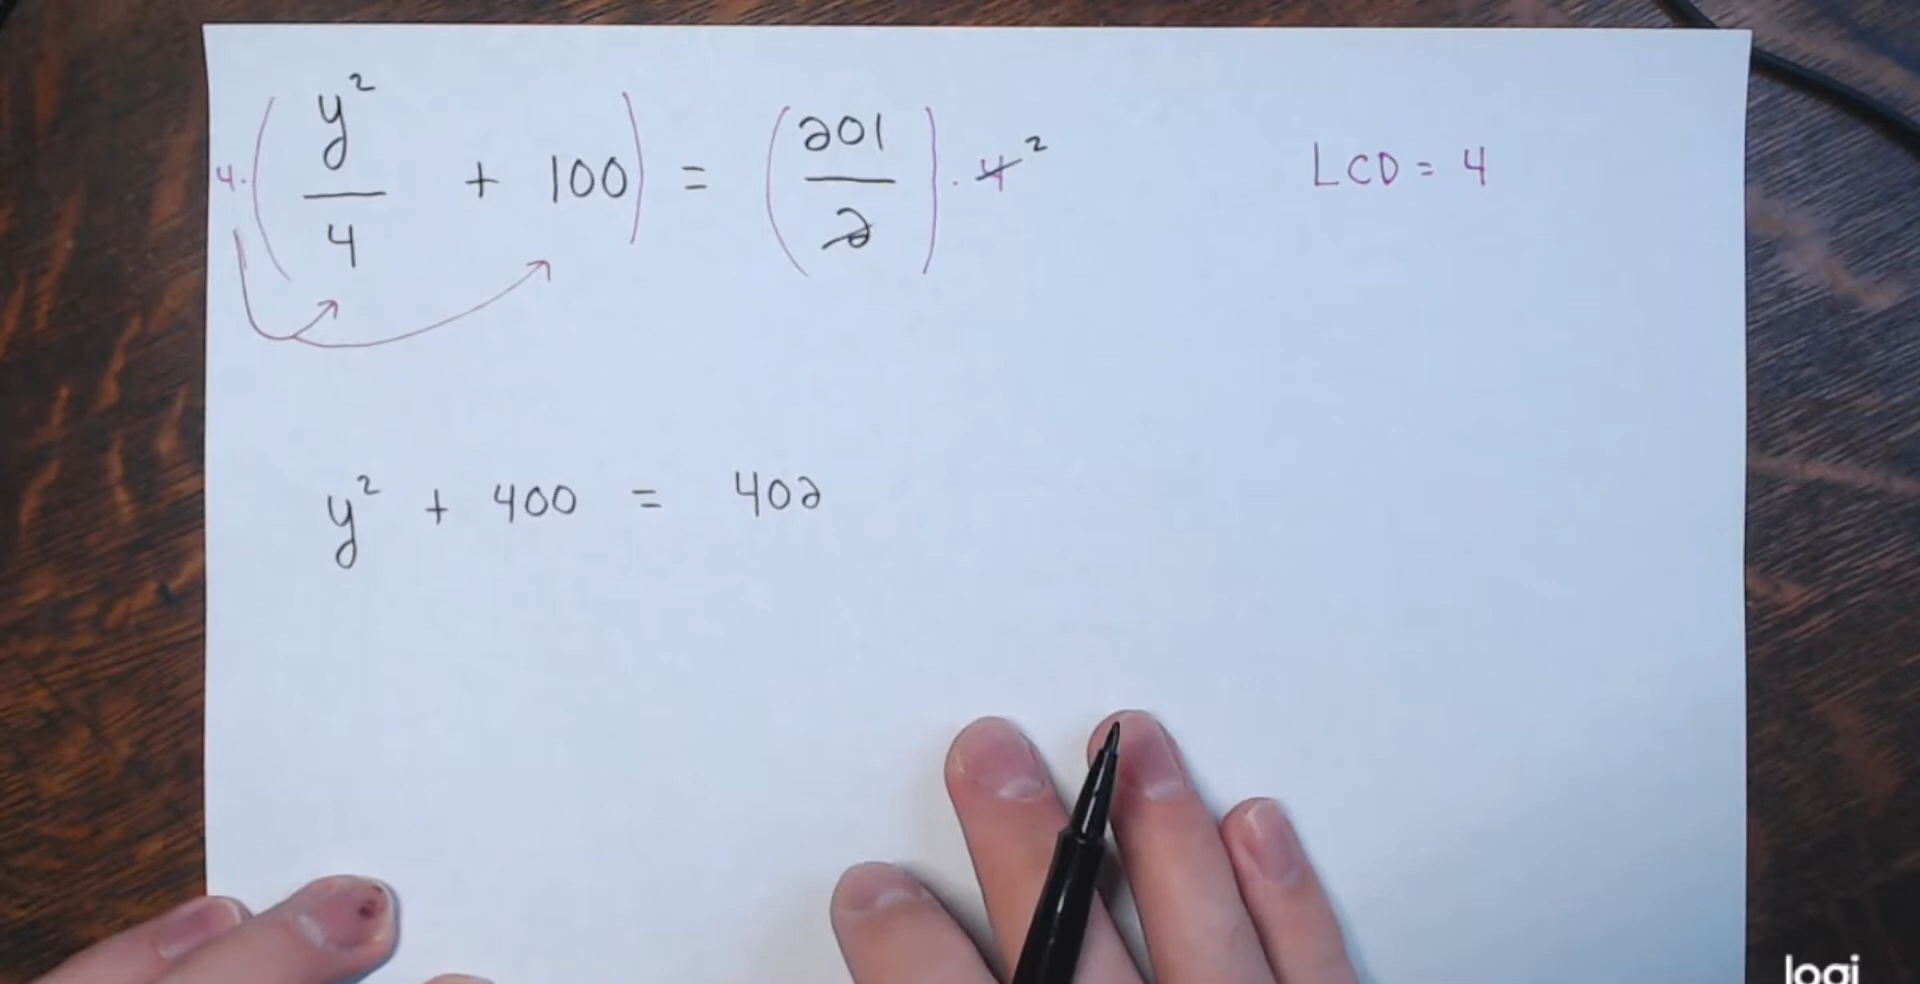 4·(y²/4 + 100) = (201/2)·4² LCD = 4
y² + 400 = 402
logi